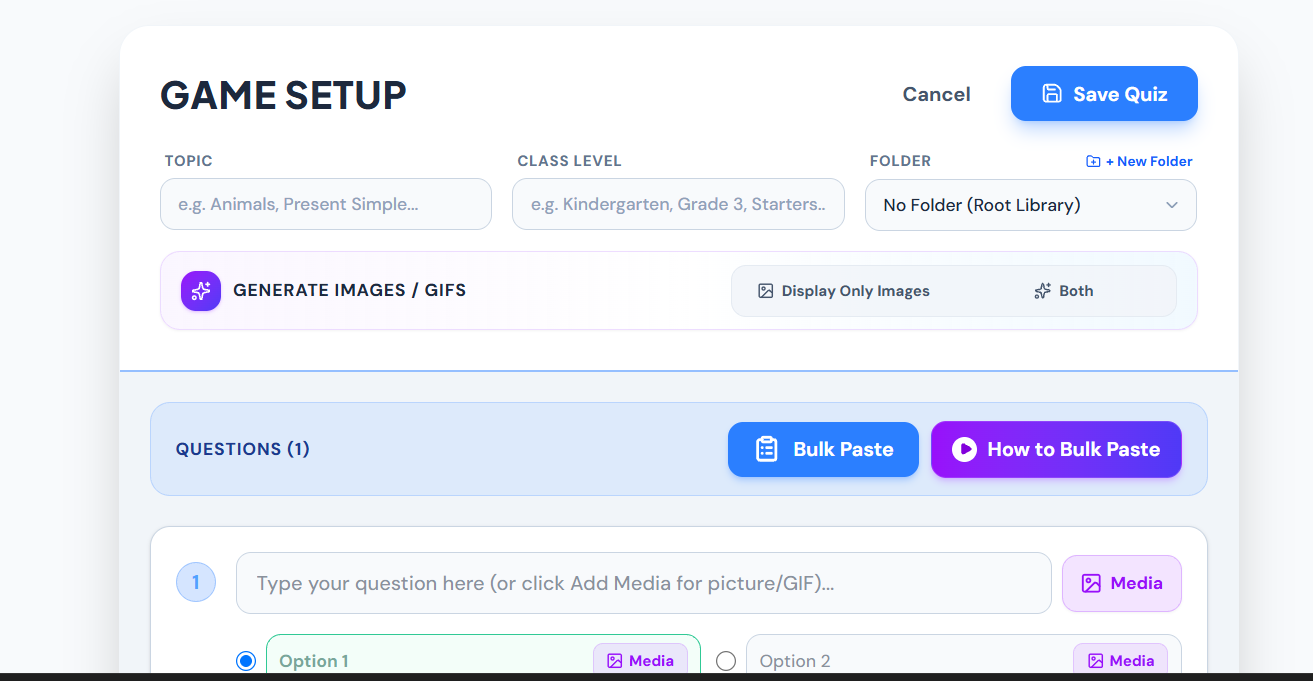 GAME SETUP
Cancel
Save Quiz
TOPIC
CLASS LEVEL
FOLDER
+ New Folder
e.g. Animals, Present Simple...
e.g. Kindergarten, Grade 3, Starters..
No Folder (Root Library)
GENERATE IMAGES / GIFS
Display Only Images
Both
QUESTIONS (1)
Bulk Paste
How to Bulk Paste
1
Type your question here (or click Add Media for picture/GIF)...
Media
Option 1
Media
Option 2
Media